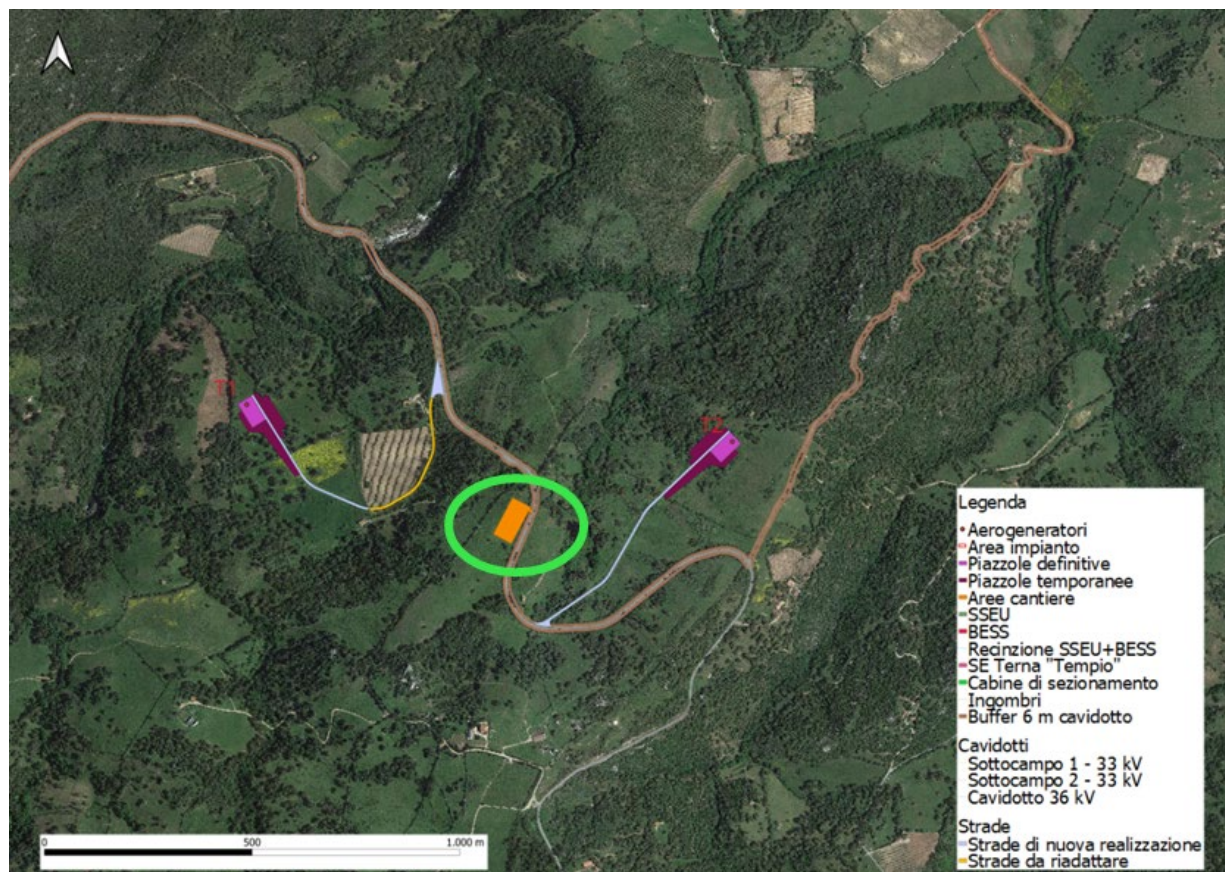 T1
T2
Legenda
Aerogeneratori
Area impianto
Piazzole definitive
Piazzole temporanee
Aree cantiere
SSEU
BESS
Recinzione SSEU+BESS
SE Terna "Tempio"
Cabine di sezionamento
Ingombri
Buffer 6 m cavidotto
Cavidotti
Sottocampo 1 - 33 kV
Sottocampo 2 - 33 kV
Cavidotto 36 kV
Strade
Strade di nuova realizzazione
Strade da riadattare
0 500 1.000 m